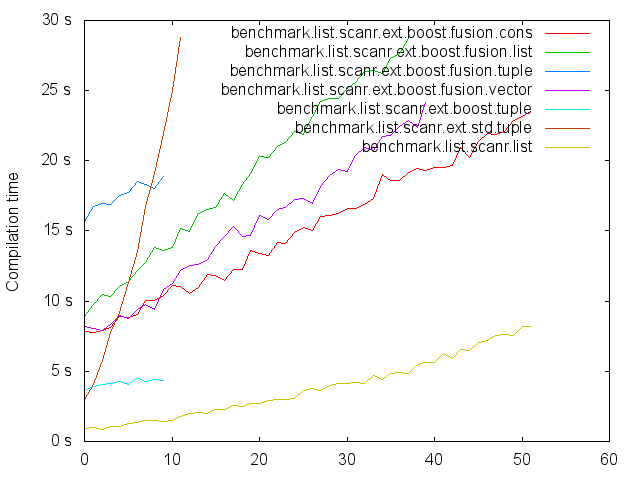 30 s
25 s
20 s
15 s
10 s
5 s
0 s
Compilation time
benchmark.list.scanr.ext.boost.fusion.cons
benchmark.list.scanr.ext.boost.fusion.list
benchmark.list.scanr.ext.boost.fusion.tuple
benchmark.list.scanr.ext.boost.fusion.vector
benchmark.list.scanr.ext.boost.tuple
benchmark.list.scanr.ext.std.tuple
benchmark.list.scanr.list
0 10 20 30 40 50 60